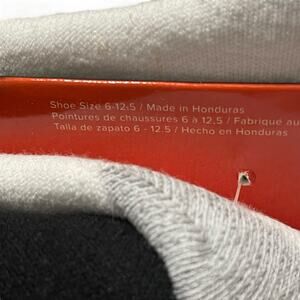 Shoe Size 6-12.5 / Made in Honduras
Pointures de chaussures 6 à 12,5 / Fabriqué au
Talla de zapato 6 - 12.5 / Hecho en Honduras